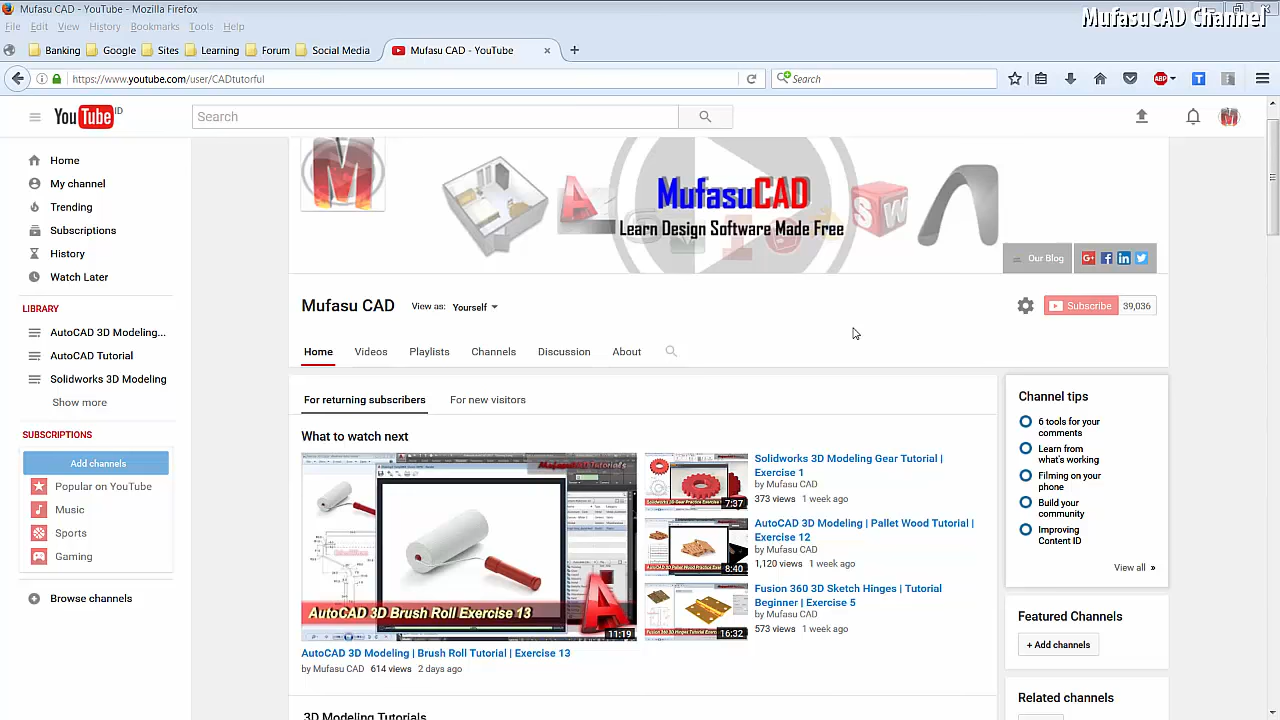 Mufasu CAD - YouTube - Mozilla Firefox
MufasuCAD Channel
File Edit View History Bookmarks Tools Help
Banking Google Sites Learning Forum Social Media Mufasu CAD - YouTube
https://www.youtube.com/user/CADtutorful Search ABP T
YouTube ID Search
Home
My channel
Trending
Subscriptions
History
Watch Later
LIBRARY
AutoCAD 3D Modeling...
AutoCAD Tutorial
Solidworks 3D Modeling
Show more
SUBSCRIPTIONS
Add channels
Popular on YouTube
Music
Sports
Gaming
Browse channels
M
MufasuCAD
Learn Design Software Made Free
A
SW
Our Blog
Mufasu CAD View as: Yourself Subscribe 39,036
Home Videos Playlists Channels Discussion About
For returning subscribers For new visitors
What to watch next
AutoCAD 3D Brush Roll Exercise 13
11:19
AutoCAD 3D Modeling | Brush Roll Tutorial | Exercise 13
by Mufasu CAD 614 views 2 days ago
7:37
Solidworks 3D Modeling Gear Tutorial |
Exercise 1
by Mufasu CAD
373 views 1 week ago
8:40
AutoCAD 3D Modeling | Pallet Wood Tutorial |
Exercise 12
by Mufasu CAD
1,120 views 1 week ago
16:32
Fusion 360 3D Sketch Hinges | Tutorial
Beginner | Exercise 5
by Mufasu CAD
573 views 1 week ago
3D Modeling Tutorials
Channel tips
6 tools for your
comments
Learn from
what's working
Filming on your
phone
Build your
community
Improving
Content ID
View all »
Featured Channels
+ Add channels
Related channels